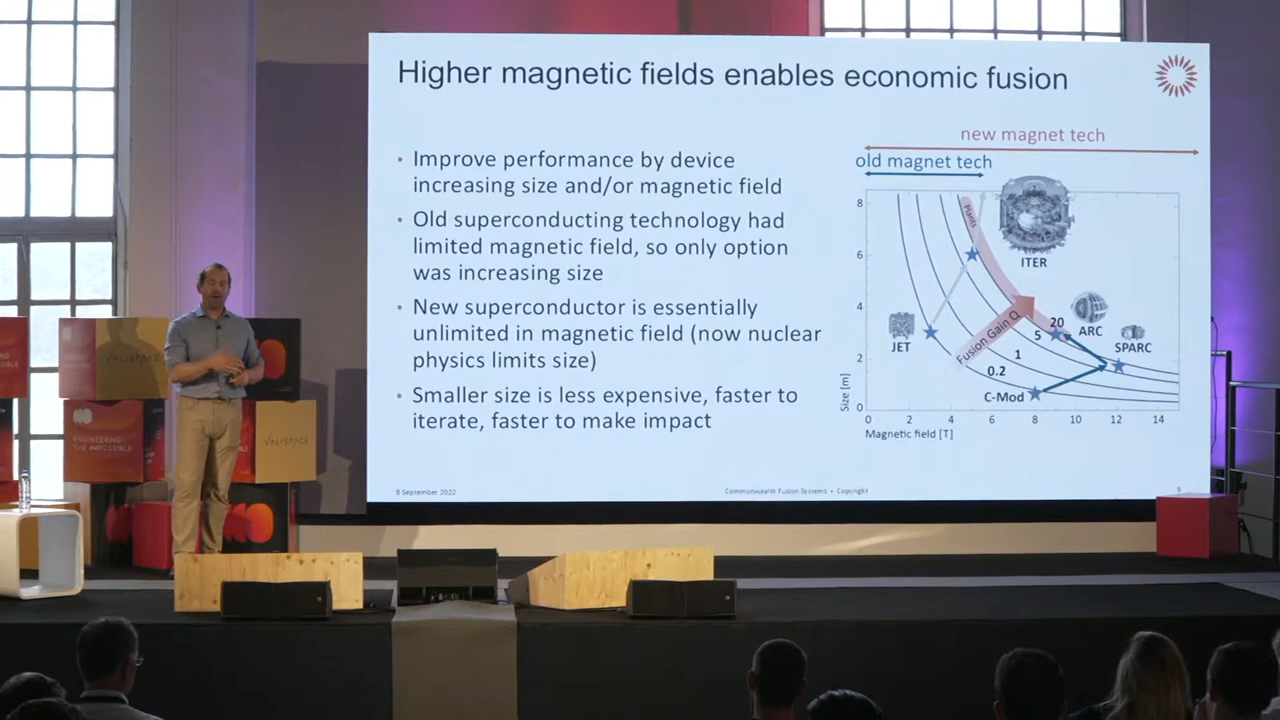 Higher magnetic fields enables economic fusion
• Improve performance by device
increasing size and/or magnetic field
• Old superconducting technology had
limited magnetic field, so only option
was increasing size
• New superconductor is essentially
unlimited in magnetic field (now nuclear
physics limits size)
• Smaller size is less expensive, faster to
iterate, faster to make impact
new magnet tech
old magnet tech
8
6
4
2
0
Size [m]
0 2 4 6 8 10 12 14
Magnetic field [T]
Plants
ITER
Fusion Gain Q
20
5
1
0.2
JET
ARC
SPARC
C-Mod
8 September 2022
Commonwealth Fusion Systems • Copyright
9
VALISPACE
ENGINEERING
THE IMPOSSIBLE
VALISPACE